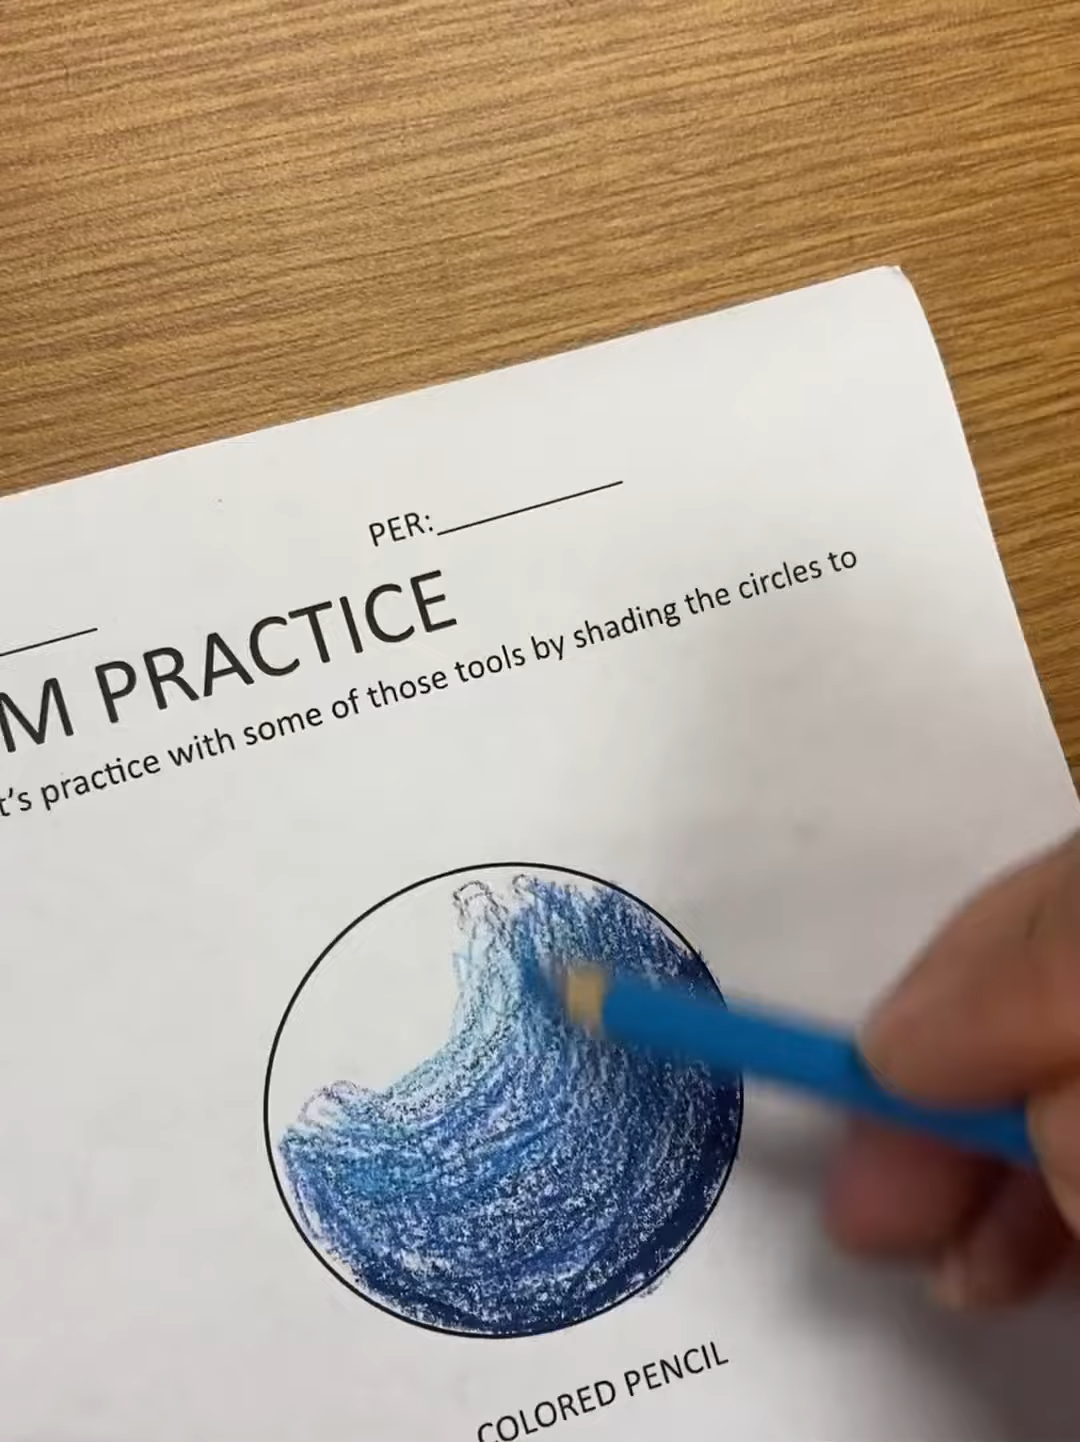 PER:
M PRACTICE
t's practice with some of those tools by shading the circles to
COLORED PENCIL